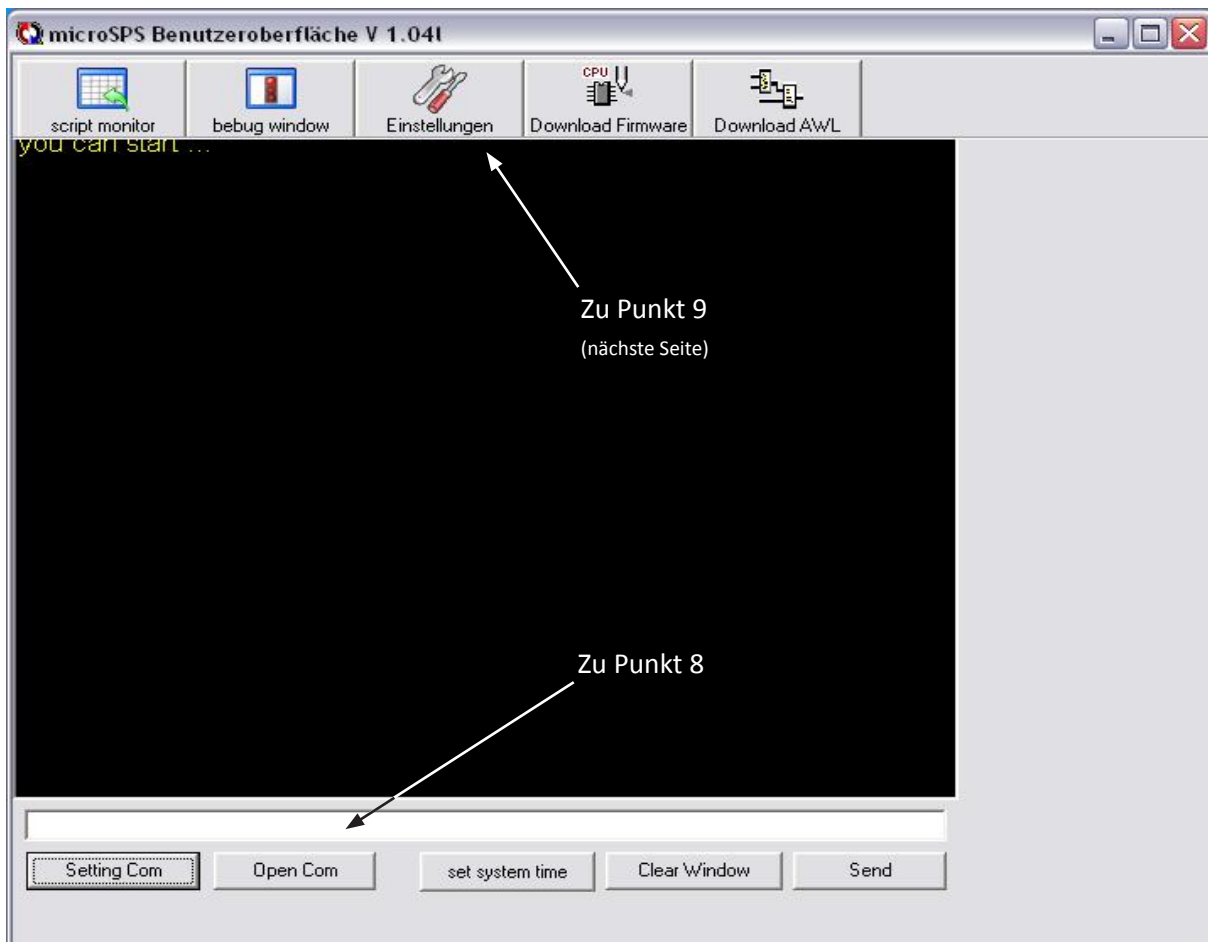 microSPS Benutzeroberfläche V 1.04l
script monitor bebug window Einstellungen Download Firmware Download AWL
you can start ...
Zu Punkt 9
(nächste Seite)
Zu Punkt 8
Setting Com Open Com set system time Clear Window Send